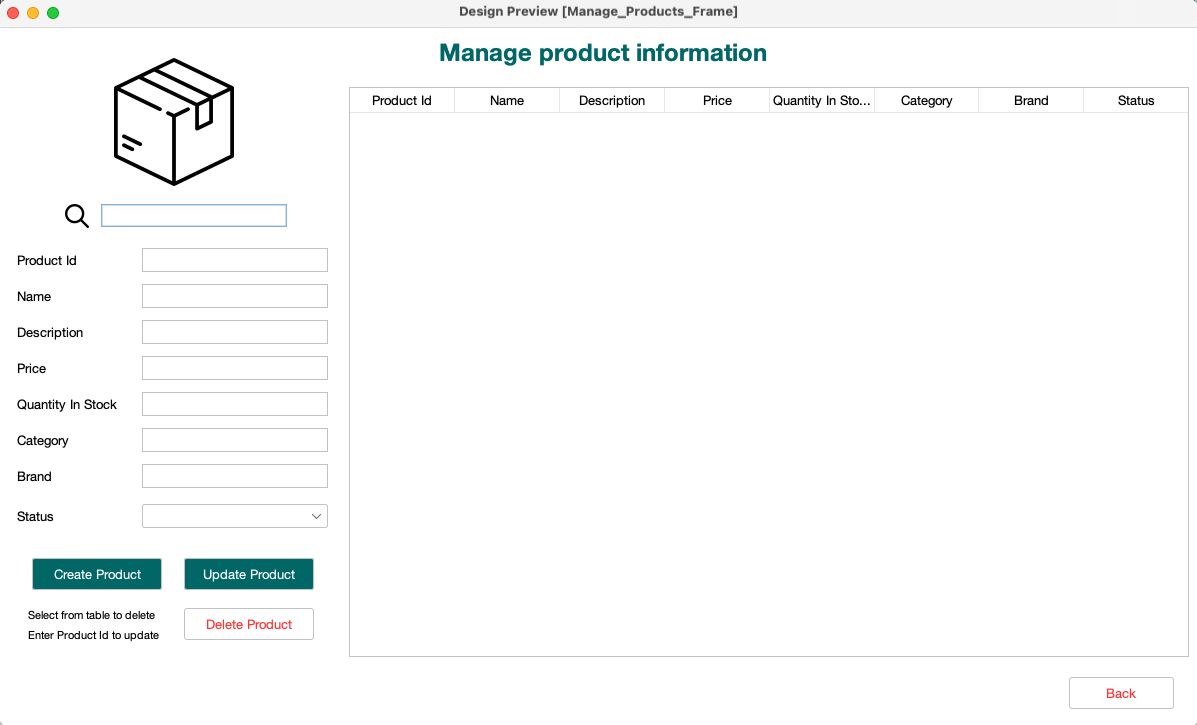 Design Preview [Manage_Products_Frame]
Manage product information
Product Id Name Description Price Quantity In Sto... Category Brand Status
Product Id
Name
Description
Price
Quantity In Stock
Category
Brand
Status
Create Product Update Product
Select from table to delete
Enter Product Id to update
Delete Product
Back